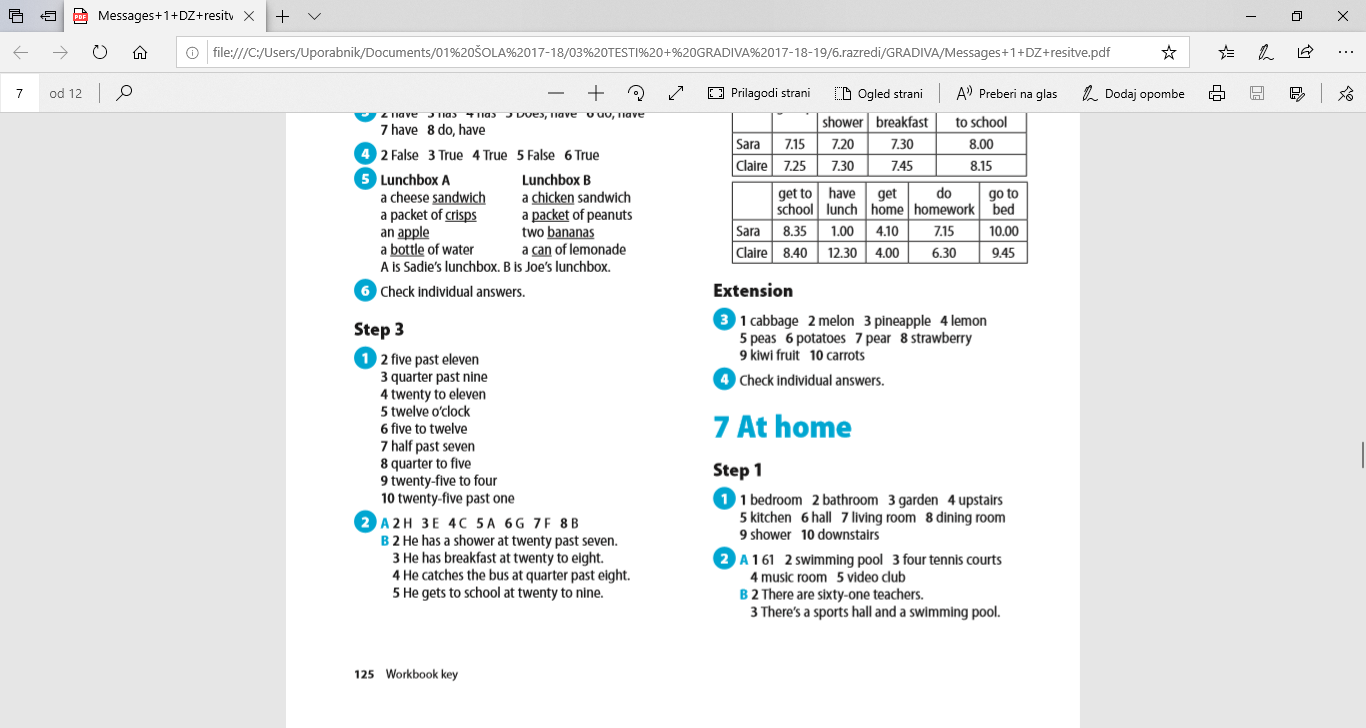 Messages+1+DZ+resitv
file:///C:/Users/Uporabnik/Documents/01%20ŠOLA%2017-18/03%20TESTI%20+%20GRADIVA%2017-18-19/6.razredi/GRADIVA/Messages+1+DZ+resitve.pdf
7 od 12 Prilagodi strani Ogled strani Preberi na glas Dodaj opombe
3 2 have 3 has 4 has 5 Does, have 6 do, have
7 have 8 do, have
4 2 False 3 True 4 True 5 False 6 True
5 Lunchbox A Lunchbox B
a cheese sandwich a chicken sandwich
a packet of crisps a packet of peanuts
an apple two bananas
a bottle of water a can of lemonade
A is Sadie's lunchbox. B is Joe's lunchbox.
6 Check individual answers.
Step 3
1 2 five past eleven
3 quarter past nine
4 twenty to eleven
5 twelve o'clock
6 five to twelve
7 half past seven
8 quarter to five
9 twenty-five to four
10 twenty-five past one
2 A 2 H 3 E 4 C 5 A 6 G 7 F 8 B
B 2 He has a shower at twenty past seven.
3 He has breakfast at twenty to eight.
4 He catches the bus at quarter past eight.
5 He gets to school at twenty to nine.
125 Workbook key
shower breakfast to school
Sara 7.15 7.20 7.30 8.00
Claire 7.25 7.30 7.45 8.15
get to have get do go to
school lunch home homework bed
Sara 8.35 1.00 4.10 7.15 10.00
Claire 8.40 12.30 4.00 6.30 9.45
Extension
3 1 cabbage 2 melon 3 pineapple 4 lemon
5 peas 6 potatoes 7 pear 8 strawberry
9 kiwi fruit 10 carrots
4 Check individual answers.
7 At home
Step 1
1 1 bedroom 2 bathroom 3 garden 4 upstairs
5 kitchen 6 hall 7 living room 8 dining room
9 shower 10 downstairs
2 A 1 61 2 swimming pool 3 four tennis courts
4 music room 5 video club
B 2 There are sixty-one teachers.
3 There's a sports hall and a swimming pool.